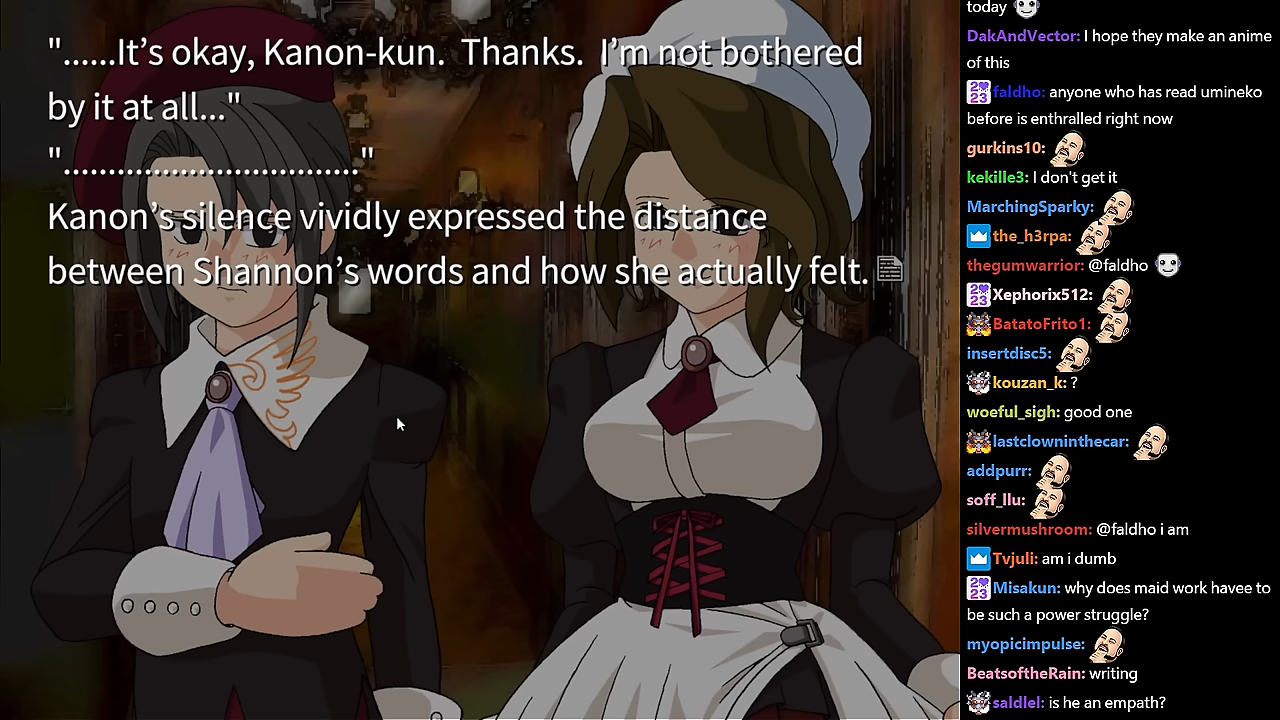 "......It’s okay, Kanon-kun.  Thanks.  I’m not bothered
by it at all..."
"................................"
Kanon’s silence vividly expressed the distance
between Shannon’s words and how she actually felt.
today
DakAndVector: I hope they make an anime
of this
faldho: anyone who has read umineko
before is enthralled right now
gurkins10:
kekille3: I don't get it
MarchingSparky:
the_h3rpa:
thegumwarrior: @faldho
Xephorix512:
BatatoFrito1:
insertdisc5:
kouzan_k: ?
woeful_sigh: good one
lastclowninthecar:
addpurr:
soff_llu:
silvermushroom: @faldho i am
Tvjuli: am i dumb
Misakun: why does maid work havee to
be such a power struggle?
myopicimpulse:
BeatsoftheRain: writing
saldlel: is he an empath?